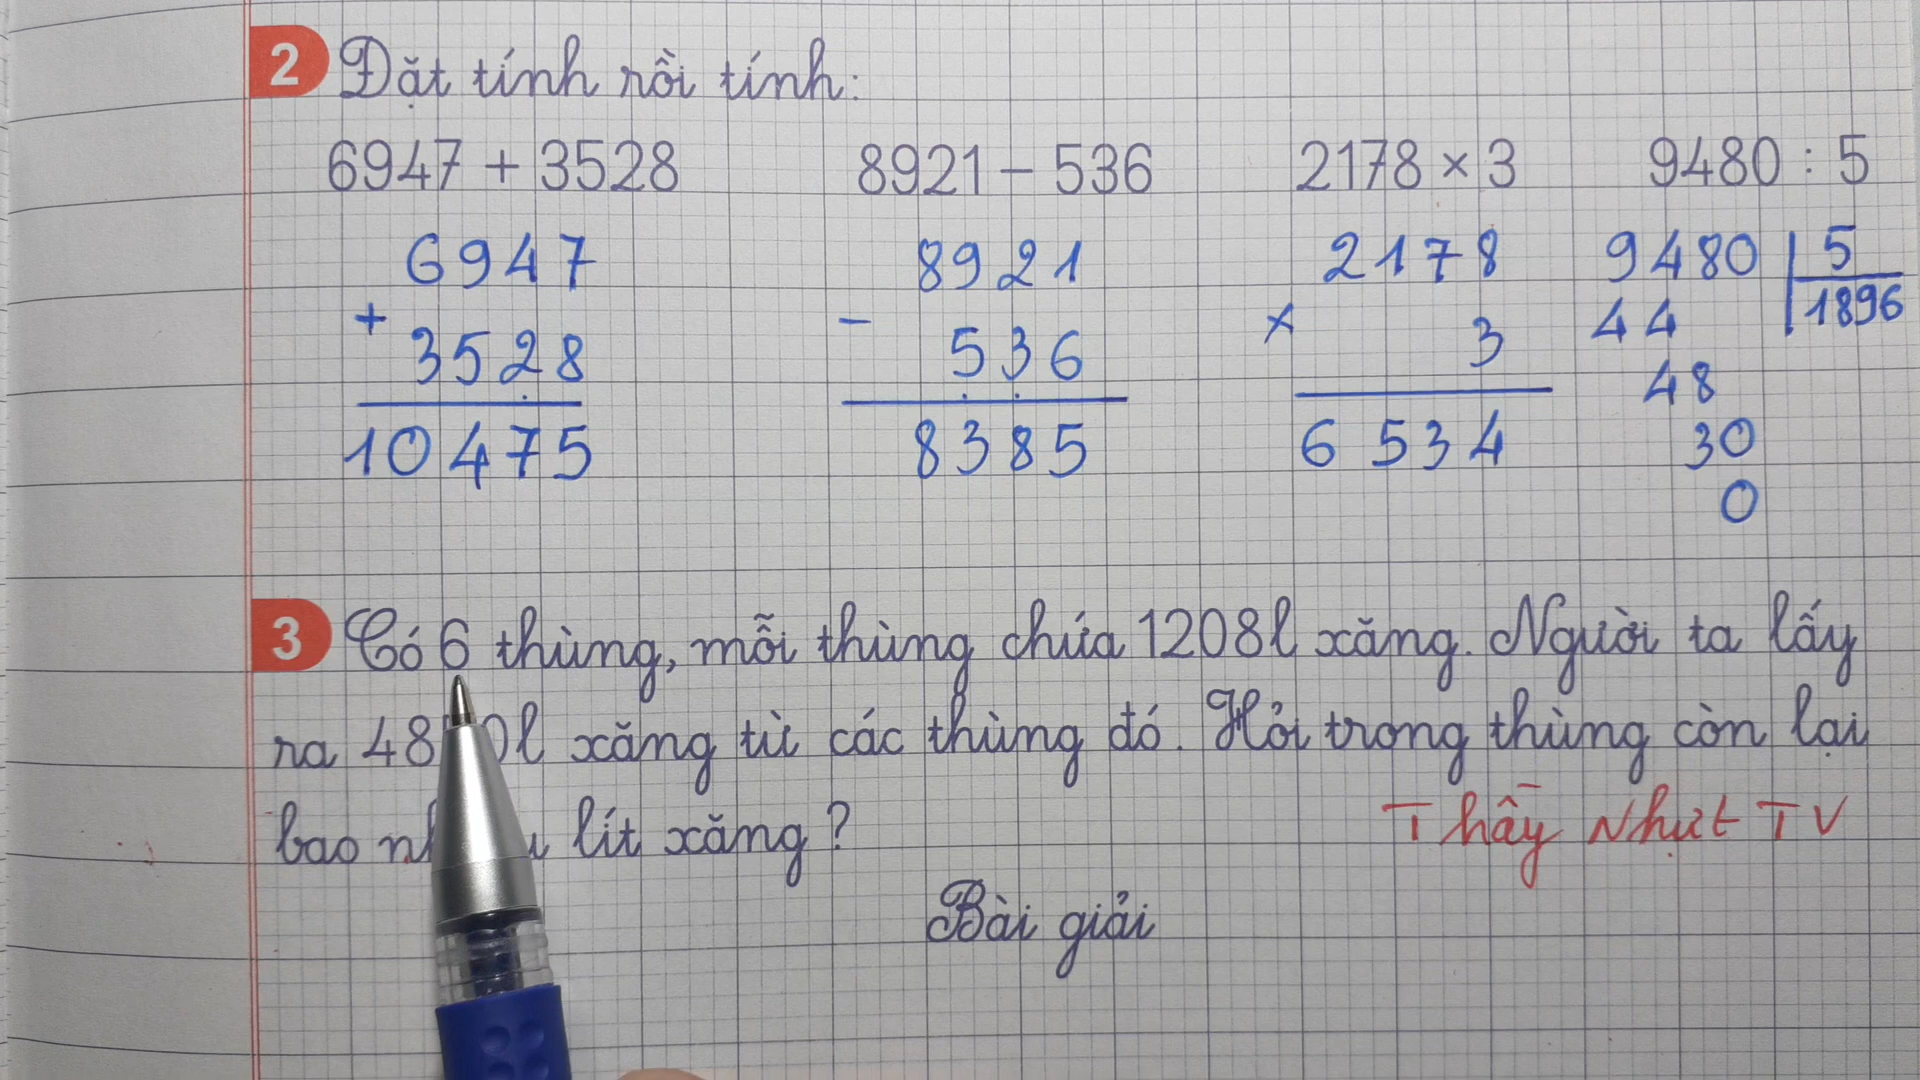 2 Đặt tính rồi tính:
6947 + 3528 8921 - 536 2178 × 3 9480 : 5
6947 8921 2178 9480 5
+ - × 44 1896
3528 536 3 48
10475 8385 6534 30
0
3 Có 6 thùng, mỗi thùng chứa 1208l xăng. Người ta lấy
ra xăng từ các thùng đó. Hỏi trong thùng còn lại
bao lít xăng?
Thầy Nhựt TV
Bài giải